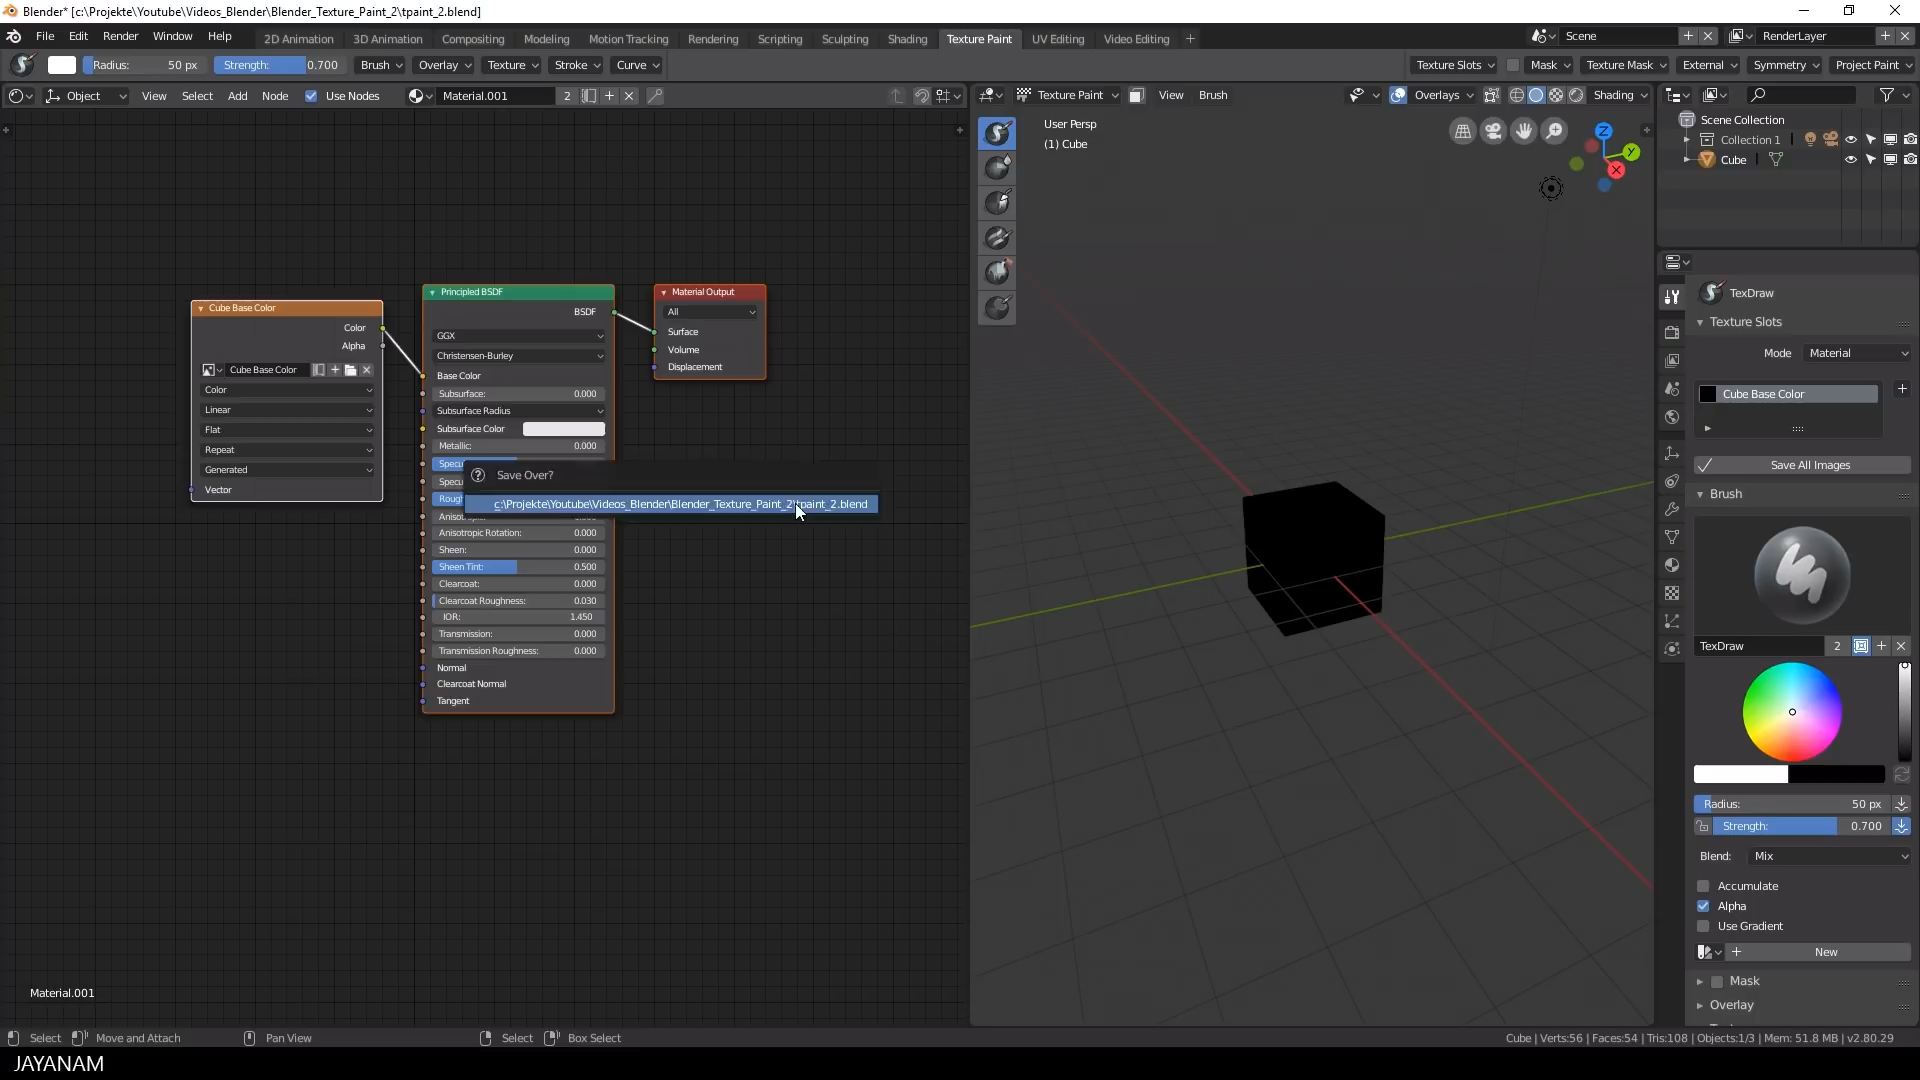 Blender* [c:\Projekte\Youtube\Videos_Blender\Blender_Texture_Paint_2\tpaint_2.blend]
File Edit Render Window Help 2D Animation 3D Animation Compositing Modeling Motion Tracking Rendering Scripting Sculpting Shading Texture Paint UV Editing Video Editing Scene RenderLayer
Radius: 50 px Strength: 0.700 Brush Overlay Texture Stroke Curve Texture Slots Mask Texture Mask External Symmetry Project Paint
Object View Select Add Node Use Nodes Material.001 2 Texture Paint View Brush Overlays Shading
User Persp
(1) Cube
Scene Collection
Collection 1
Cube
Z
Y
X
Cube Base Color
Color
Alpha
Cube Base Color
Color
Linear
Flat
Repeat
Generated
Vector
Principled BSDF
BSDF
GGX
Christensen-Burley
Base Color
Subsurface: 0.000
Subsurface Radius
Subsurface Color
Metallic: 0.000
Specu
Specu
Rough
Save Over?
c:\Projekte\Youtube\Videos_Blender\Blender_Texture_Paint_2\tpaint_2.blend
Anisotropic Rotation: 0.000
Sheen: 0.000
Sheen Tint: 0.500
Clearcoat: 0.000
Clearcoat Roughness: 0.030
IOR: 1.450
Transmission: 0.000
Transmission Roughness: 0.000
Normal
Clearcoat Normal
Tangent
Material Output
All
Surface
Volume
Displacement
TexDraw
Texture Slots
Mode Material
Cube Base Color
Save All Images
Brush
TexDraw 2
Radius: 50 px
Strength: 0.700
Blend: Mix
Accumulate
Alpha
Use Gradient
New
Mask
Overlay
Material.001
Select Move and Attach Pan View Select Box Select Cube | Verts:56 | Faces:54 | Tris:108 | Objects:1/3 | Mem: 51.8 MB | v2.80.29
JAYANAM